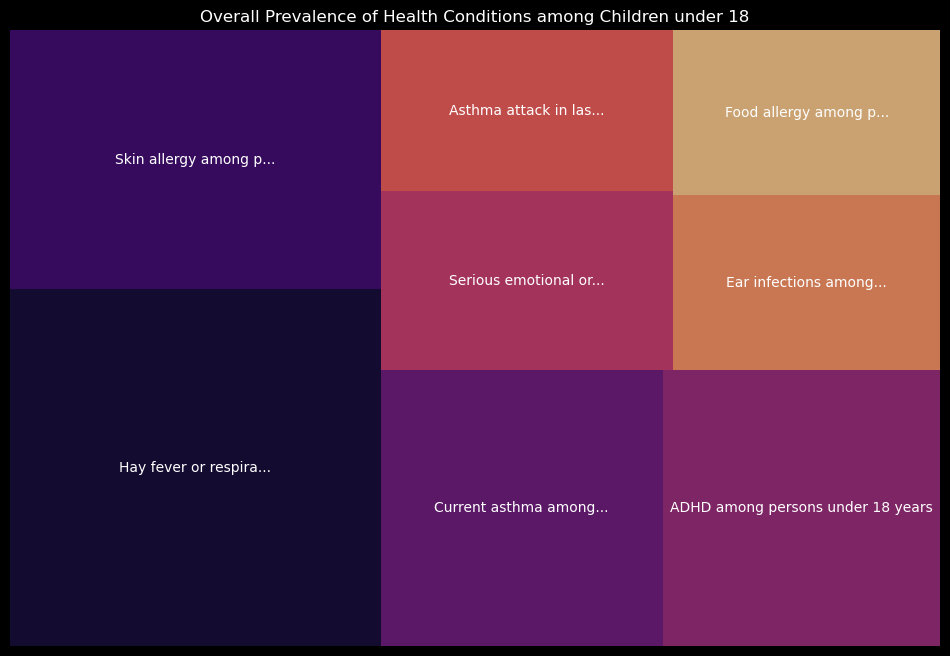 Overall Prevalence of Health Conditions among Children under 18
Skin allergy among p...
Asthma attack in las...
Food allergy among p...
Serious emotional or...
Ear infections among...
Hay fever or respira...
Current asthma among...
ADHD among persons under 18 years